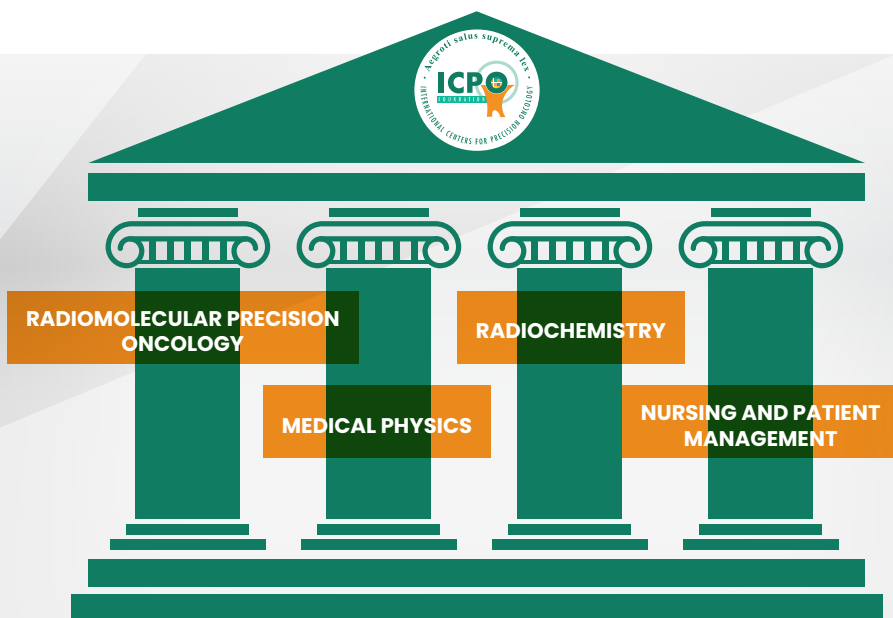 · Aegroti salus suprema lex ·
ICPO
FOUNDATION
INTERNATIONAL CENTERS FOR PRECISION ONCOLOGY
RADIOMOLECULAR PRECISION
ONCOLOGY
RADIOCHEMISTRY
MEDICAL PHYSICS
NURSING AND PATIENT
MANAGEMENT